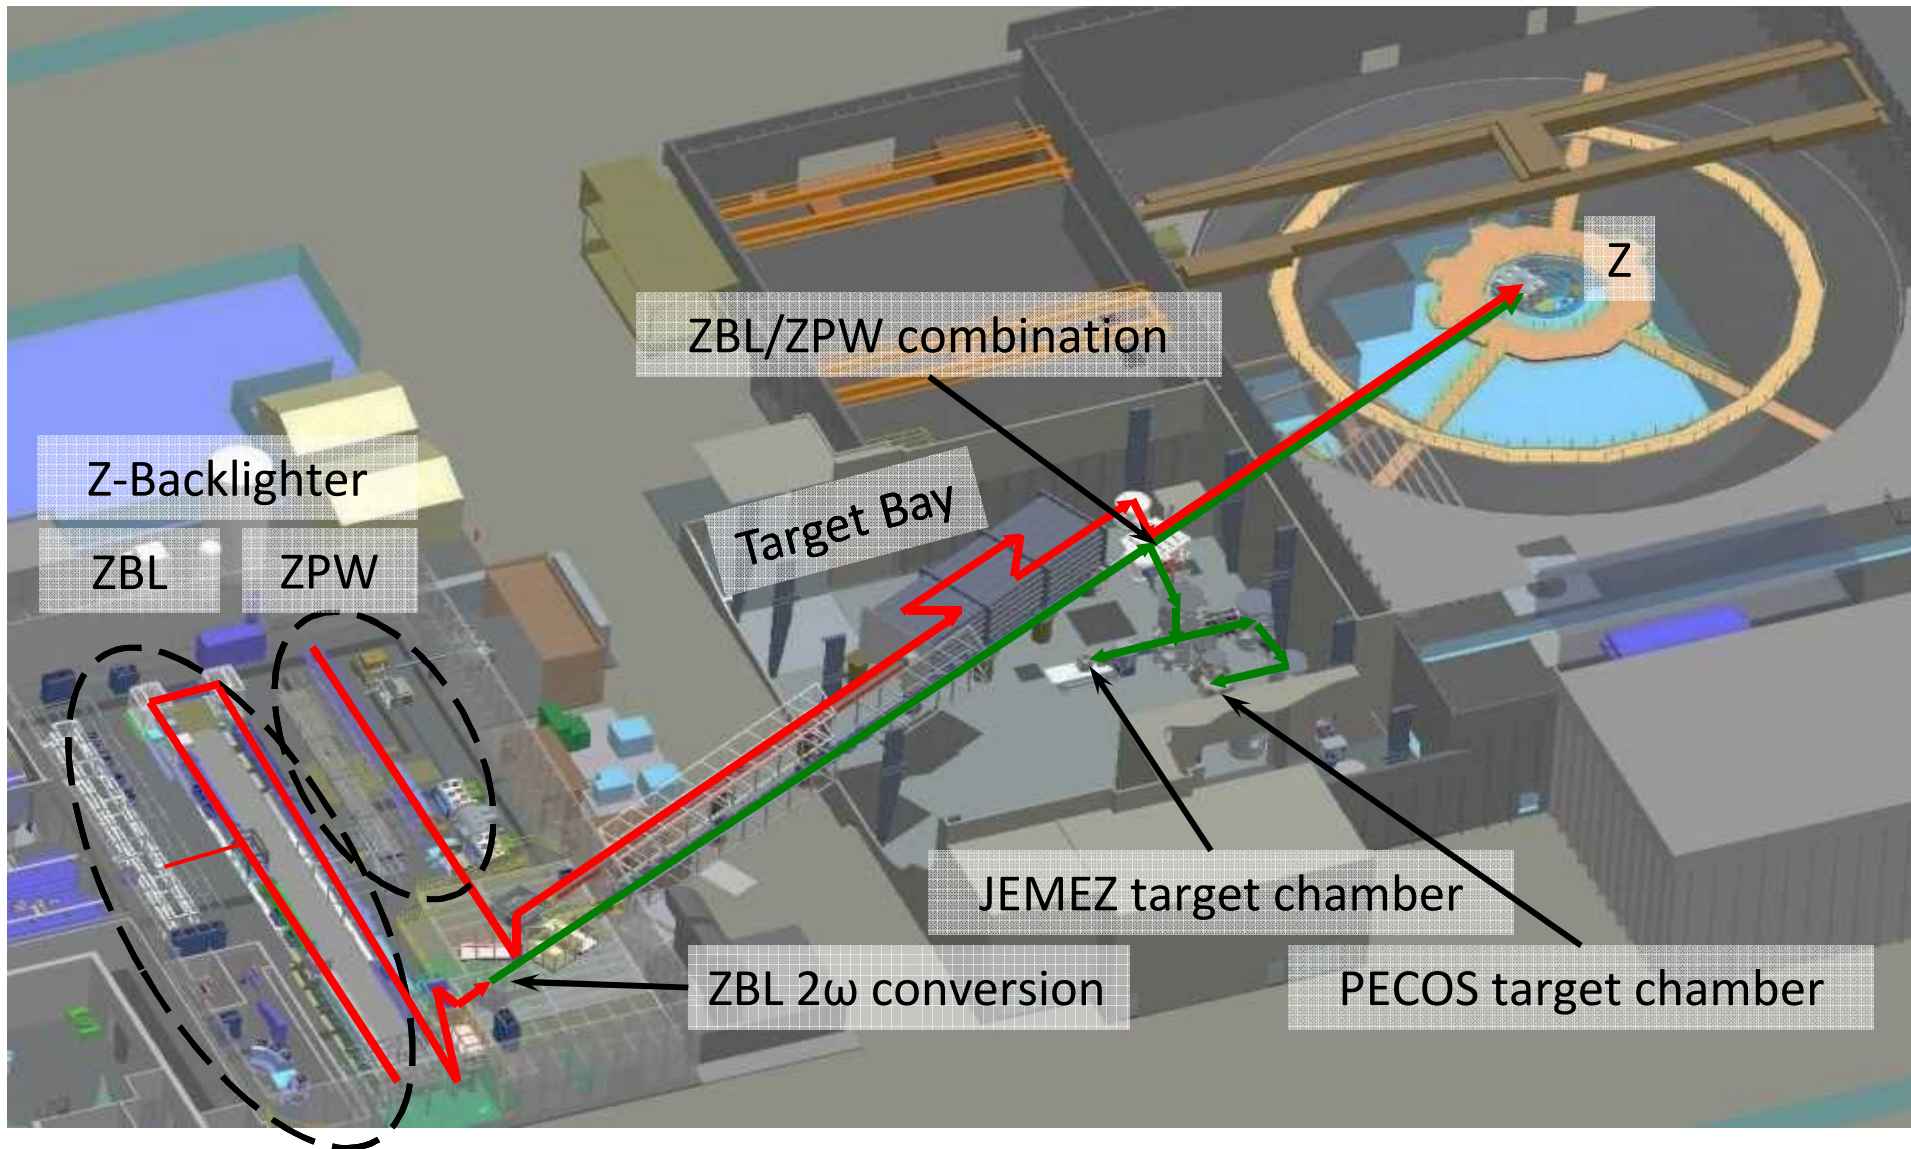 Z
ZBL/ZPW combination
Z-Backlighter
Target Bay
ZBL
ZPW
JEMEZ target chamber
ZBL 2ω conversion
PECOS target chamber